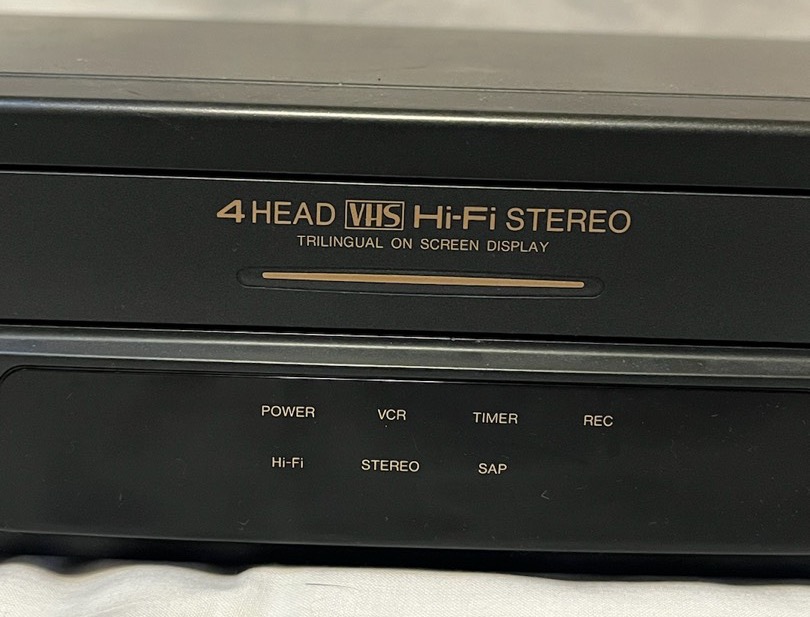 4 HEAD VHS Hi-Fi STEREO
TRILINGUAL ON SCREEN DISPLAY
POWER VCR TIMER REC
Hi-Fi STEREO SAP